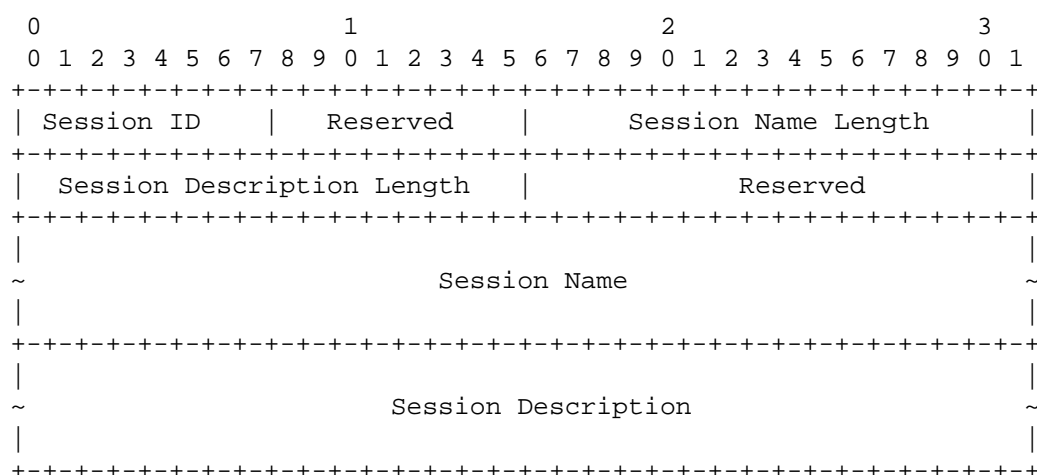 0                   1                   2                   3
 0 1 2 3 4 5 6 7 8 9 0 1 2 3 4 5 6 7 8 9 0 1 2 3 4 5 6 7 8 9 0 1
+-+-+-+-+-+-+-+-+-+-+-+-+-+-+-+-+-+-+-+-+-+-+-+-+-+-+-+-+-+-+-+-+
| Session ID    |   Reserved    |      Session Name Length      |
+-+-+-+-+-+-+-+-+-+-+-+-+-+-+-+-+-+-+-+-+-+-+-+-+-+-+-+-+-+-+-+-+
|  Session Description Length   |             Reserved          |
+-+-+-+-+-+-+-+-+-+-+-+-+-+-+-+-+-+-+-+-+-+-+-+-+-+-+-+-+-+-+-+-+
|                                                               |
~                          Session Name                         ~
|                                                               |
+-+-+-+-+-+-+-+-+-+-+-+-+-+-+-+-+-+-+-+-+-+-+-+-+-+-+-+-+-+-+-+-+
|                                                               |
~                       Session Description                     ~
|                                                               |
+-+-+-+-+-+-+-+-+-+-+-+-+-+-+-+-+-+-+-+-+-+-+-+-+-+-+-+-+-+-+-+-+